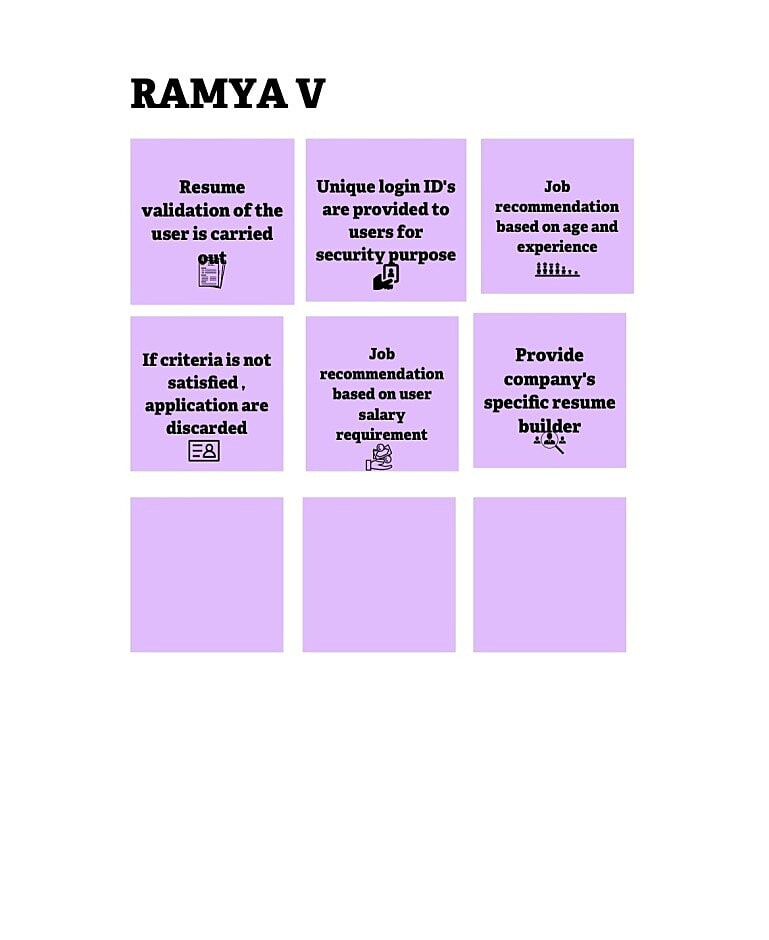 RAMYA V
Resume
validation of the
user is carried
out
Unique login ID's
are provided to
users for
security purpose
Job
recommendation
based on age and
experience
If criteria is not
satisfied ,
application are
discarded
Job
recommendation
based on user
salary
requirement
Provide
company's
specific resume
builder